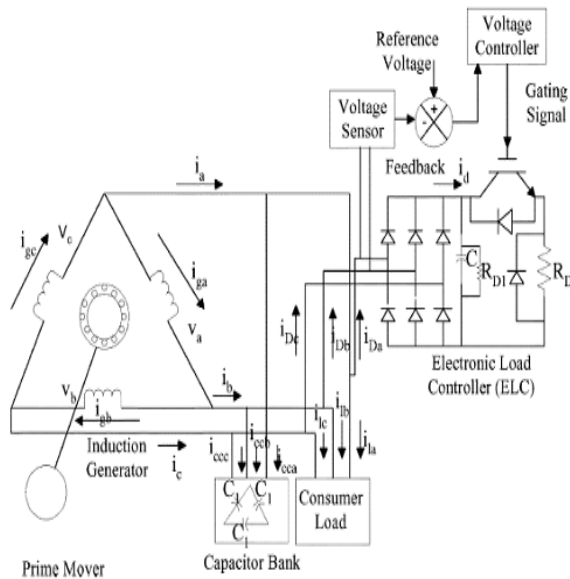 Reference
Voltage
Voltage
Controller
Voltage
Sensor
+
-
Gating
Signal
Feedback
i_d
i_a
i_gc
v_c
i_ga
v_a
C
R_D1
R_D
i_Dc
i_Db
i_Da
Electronic Load
Controller (ELC)
v_b
i_b
i_gb
i_lc
i_lb
i_la
Induction
Generator
i_c
i_ccc
i_ccb
i_cca
C_1
C_1
C_1
Consumer
Load
Capacitor Bank
Prime Mover